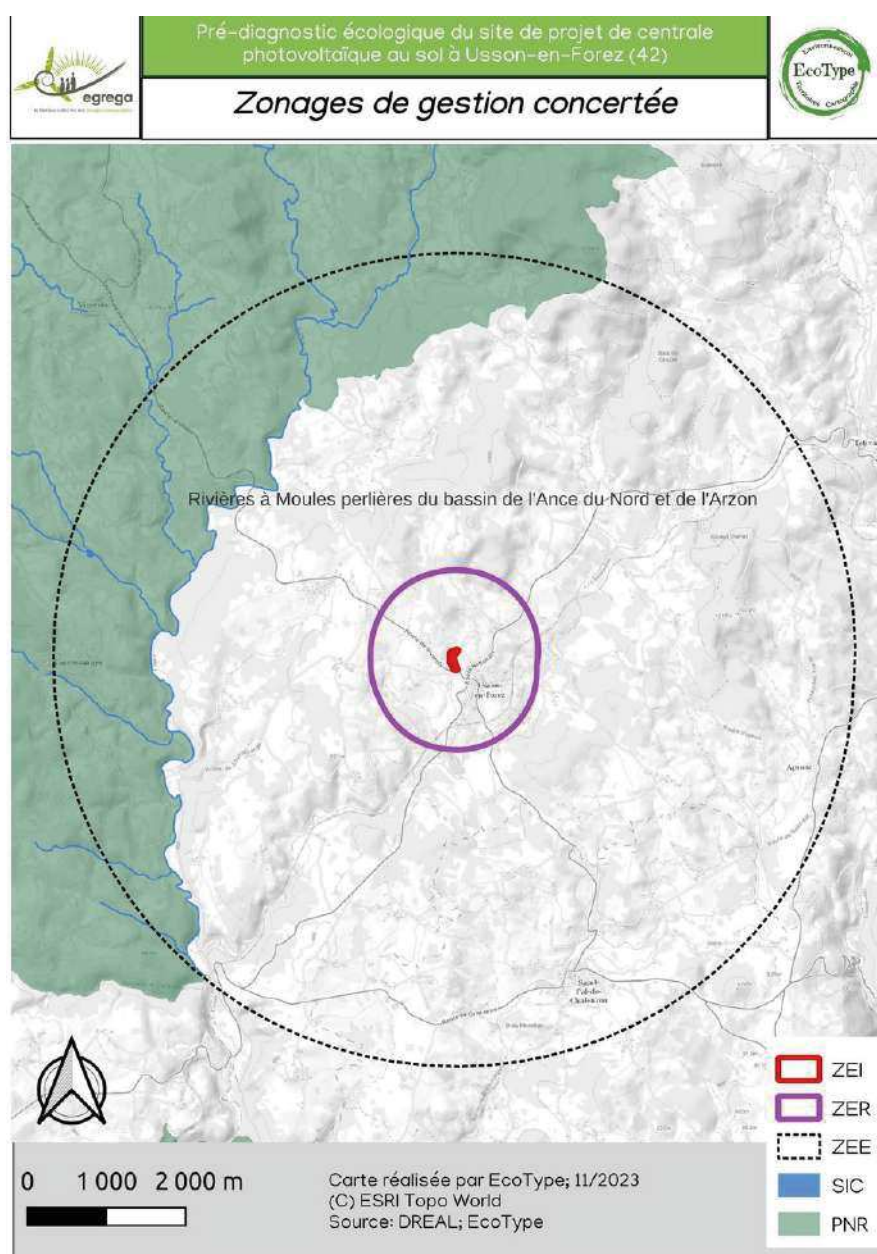 Pré-diagnostic écologique du site de projet de centrale
photovoltaïque au sol à Usson-en-Forez (42)
egrega
Environnement
EcoType
Territoires Cartographie
Zonages de gestion concertée
Rivières à Moules perlières du bassin de l'Ance du Nord et de l'Arzon
Usson-
en-Forez
Apinac
Saint-
Pal-de-
Chalencon
ZEI
ZER
ZEE
SIC
PNR
0 1 000 2 000 m
Carte réalisée par EcoType; 11/2023
(C) ESRI Topo World
Source: DREAL; EcoType